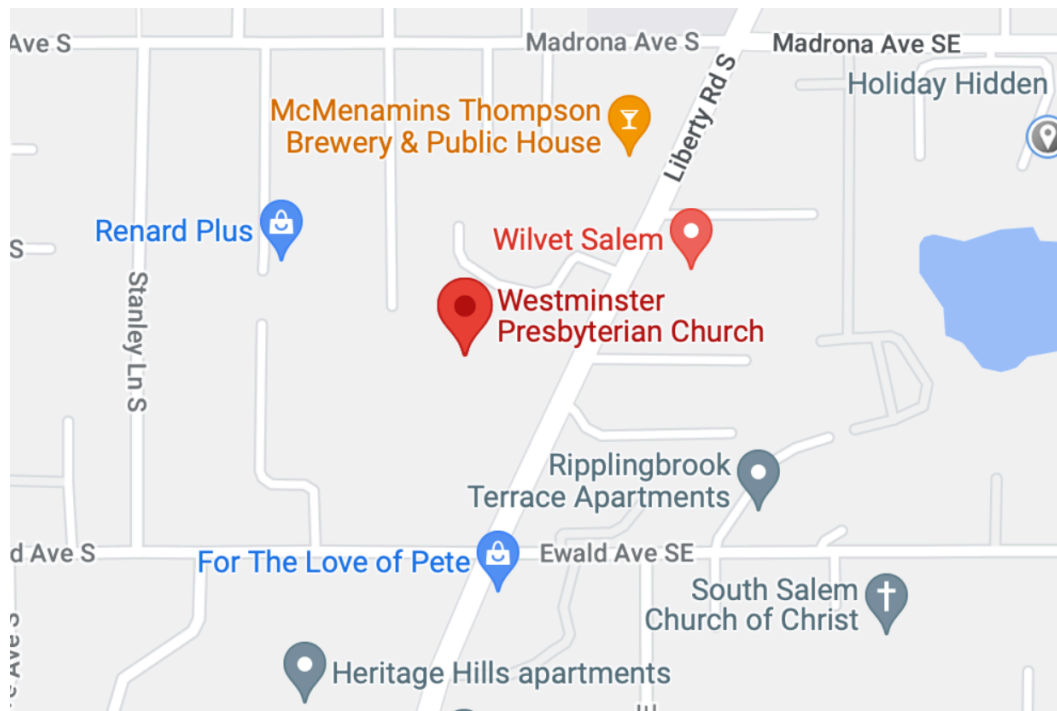 Ave S
Madrona Ave S
Madrona Ave SE
Liberty Rd S
Holiday Hidden
McMenamins Thompson
Brewery & Public House
Renard Plus
Wilvet Salem
S
Stanley Ln S
Westminster
Presbyterian Church
Ripplingbrook
Terrace Apartments
d Ave S
For The Love of Pete
Ewald Ave SE
South Salem
Church of Christ
Heritage Hills apartments
e Ave S